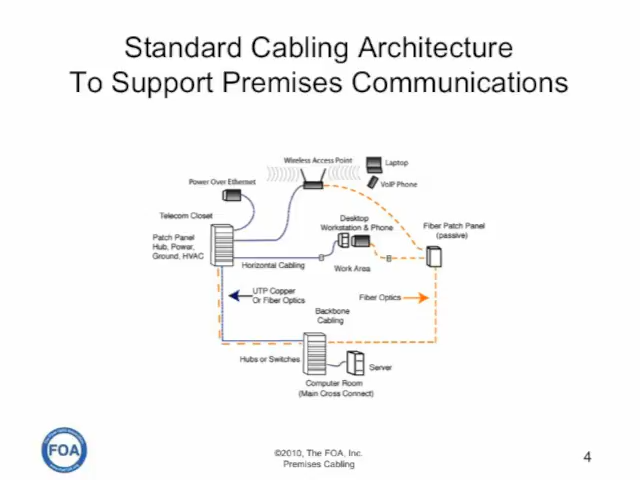 Standard Cabling Architecture
To Support Premises Communications
Wireless Access Point
Laptop
VoIP Phone
Power Over Ethernet
Telecom Closet
Desktop
Workstation & Phone
Fiber Patch Panel
(passive)
Patch Panel
Hub, Power,
Ground, HVAC
Horizontal Cabling
Work Area
UTP Copper
Or Fiber Optics
Fiber Optics
Backbone
Cabling
Hubs or Switches
Server
Computer Room
(Main Cross Connect)
FOA
©2010, The FOA, Inc.
Premises Cabling
4